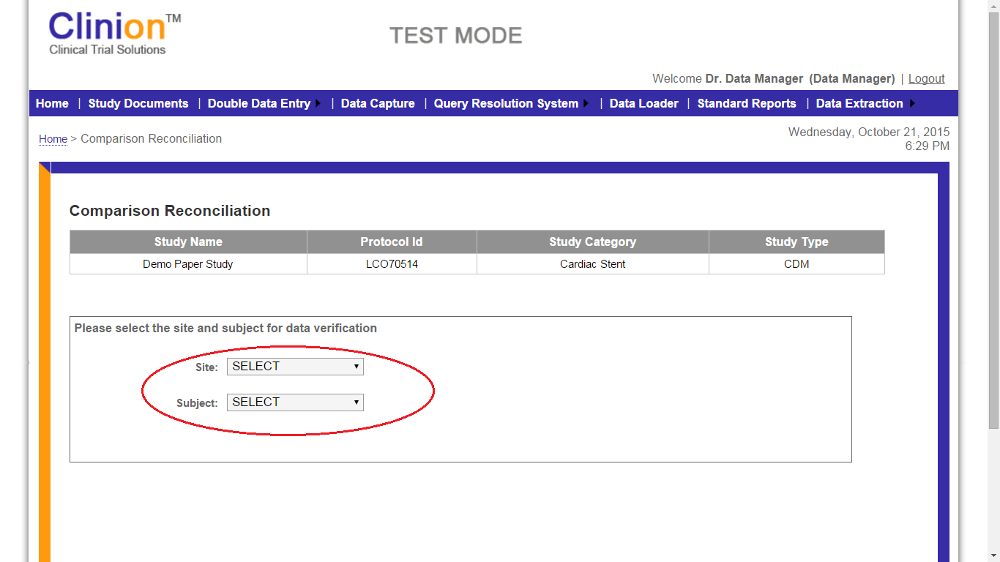 Clinion™
Clinical Trial Solutions
TEST MODE
Welcome Dr. Data Manager (Data Manager) | Logout
Home | Study Documents | Double Data Entry | Data Capture | Query Resolution System | Data Loader | Standard Reports | Data Extraction
Home > Comparison Reconciliation
Wednesday, October 21, 2015
6:29 PM
Comparison Reconciliation
Study Name Protocol Id Study Category Study Type
Demo Paper Study LCO70514 Cardiac Stent CDM
Please select the site and subject for data verification
Site: SELECT
Subject: SELECT